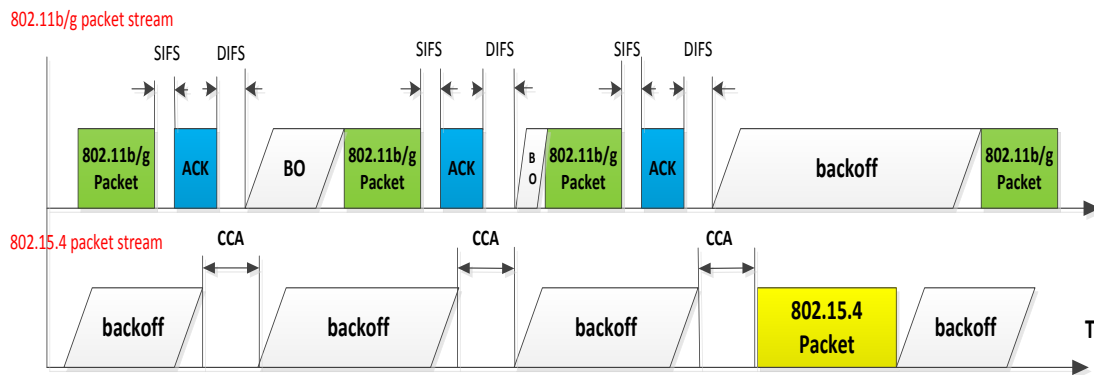 802.11b/g packet stream
SIFS DIFS SIFS DIFS SIFS DIFS
802.11b/g
Packet
ACK
BO
802.11b/g
Packet
ACK
B
O
802.11b/g
Packet
ACK
backoff
802.11b/g
Packet
802.15.4 packet stream
CCA CCA CCA
backoff
backoff
backoff
802.15.4
Packet
backoff
T